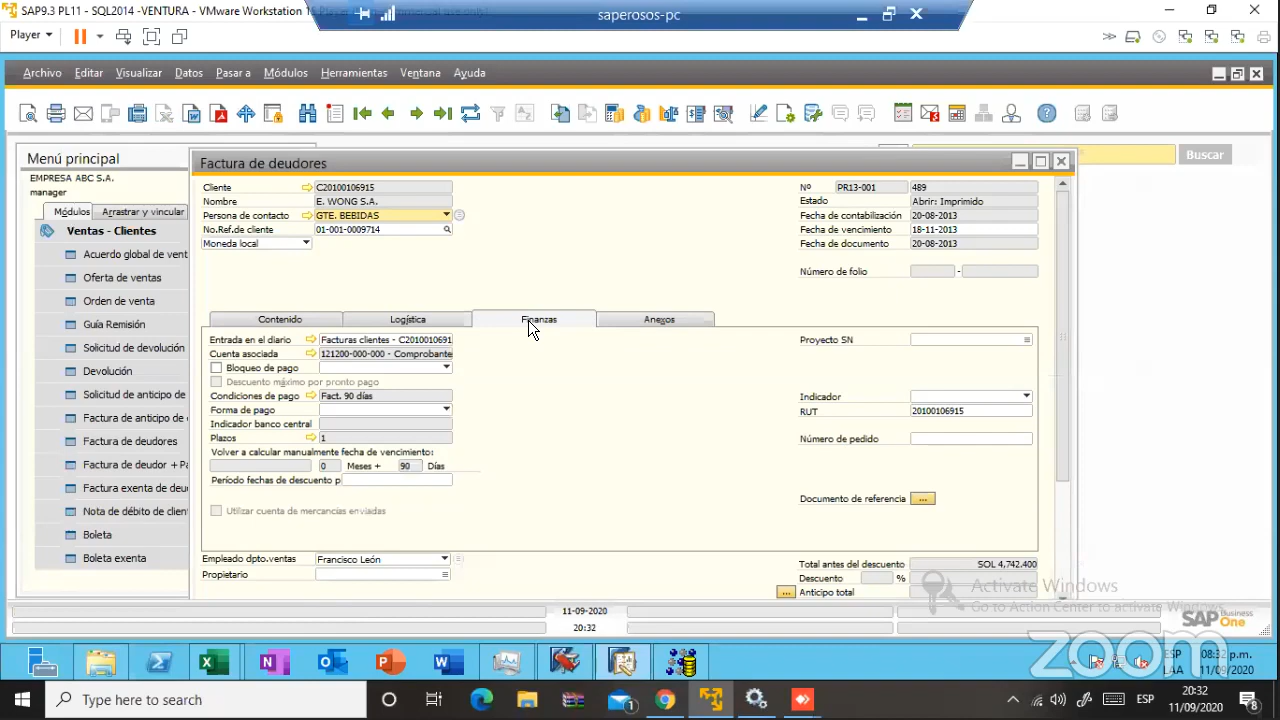 SAP9.3 PL11 - SQL2014 -VENTURA - VMware Workstation 15
saperosos-pc
Player
Archivo Editar Visualizar Datos Pasar a Módulos Herramientas Ventana Ayuda
Menú principal
Buscar
EMPRESA ABC S.A.
manager
Módulos Arrastrar y vincular
Ventas - Clientes
Acuerdo global de vent
Oferta de ventas
Orden de venta
Guía Remisión
Solicitud de devolución
Devolución
Solicitud de anticipo de
Factura de anticipo de
Factura de deudores
Factura de deudor + Pa
Factura exenta de deu
Nota de débito de clien
Boleta
Boleta exenta
Factura de deudores
Cliente C20100106915
Nombre E. WONG S.A.
Persona de contacto GTE. BEBIDAS
No.Ref.de cliente 01-001-0009714
Moneda local
Nº PR13-001 489
Estado Abrir: Imprimido
Fecha de contabilización 20-08-2013
Fecha de vencimiento 18-11-2013
Fecha de documento 20-08-2013
Número de folio -
Contenido Logística Finanzas Anexos
Entrada en el diario Facturas clientes - C2010010691
Cuenta asociada 121200-000-000 - Comprobante
Bloqueo de pago
Descuento máximo por pronto pago
Condiciones de pago Fact. 90 días
Forma de pago
Indicador banco central
Plazos 1
Volver a calcular manualmente fecha de vencimiento:
0 Meses + 90 Días
Período fechas de descuento p
Utilizar cuenta de mercancías enviadas
Proyecto SN
Indicador
RUT 20100106915
Número de pedido
Documento de referencia ...
Empleado dpto.ventas Francisco León
Propietario
Total antes del descuento SOL 4,742.400
Descuento %
... Anticipo total
Activate Windows
Go to Action Center to activate Windows.
11-09-2020
20:32
SAP Business One
zoom
ESP 08:32 p.m.
LAA 11/09/2020
Type here to search
1
ESP
20:32
11/09/2020
8